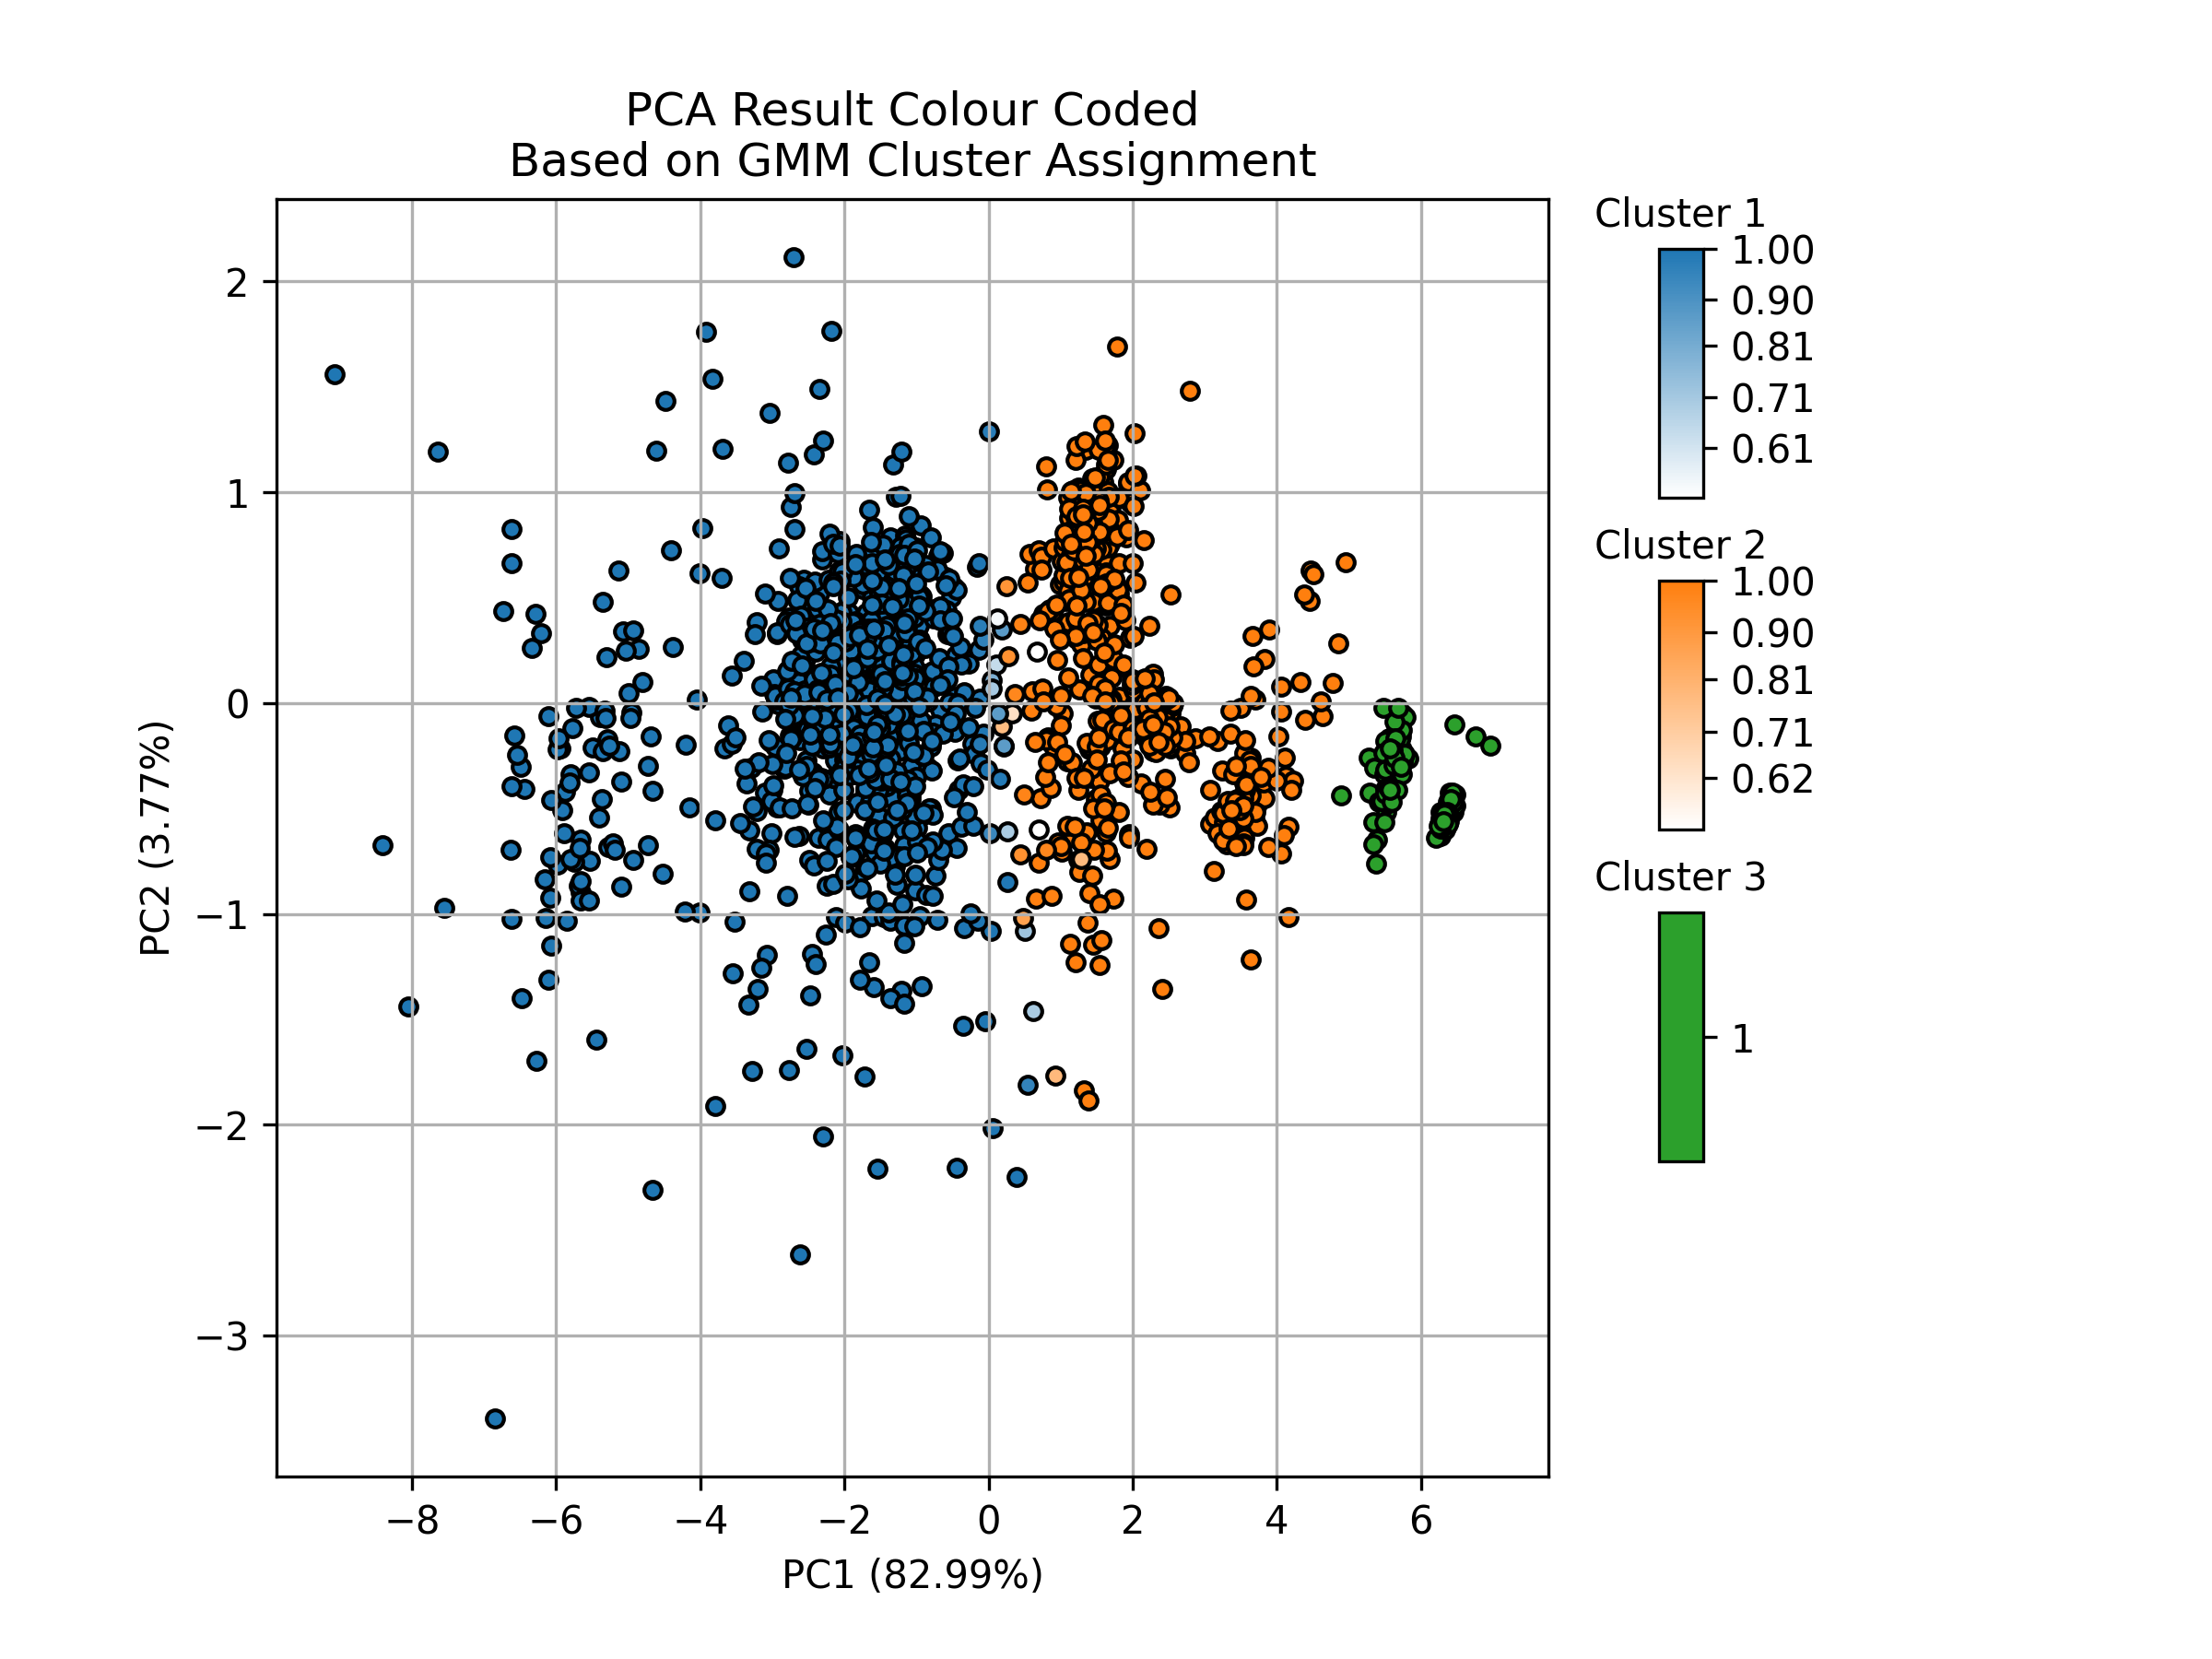 PCA Result Colour Coded
Based on GMM Cluster Assignment
Cluster 1
1.00
0.90
0.81
0.71
0.61
Cluster 2
1.00
0.90
0.81
0.71
0.62
Cluster 3
1
PC2 (3.77%)
2
1
0
−1
−2
−3
−8 −6 −4 −2 0 2 4 6
PC1 (82.99%)